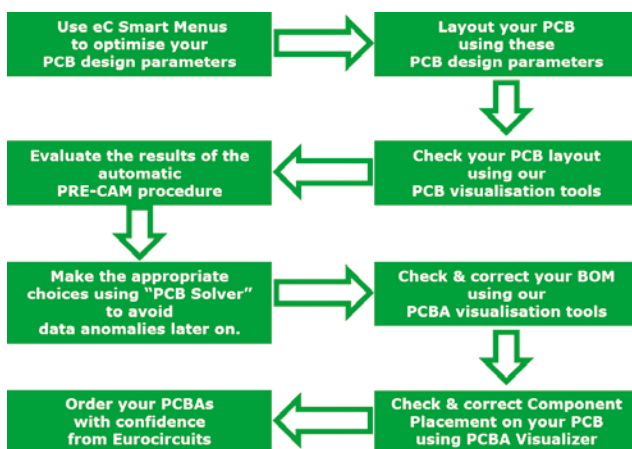 Use eC Smart Menus
to optimise your
PCB design parameters
Layout your PCB
using these
PCB design parameters
Check your PCB layout
using our
PCB visualisation tools
Evaluate the results of the
automatic
PRE-CAM procedure
Make the appropriate
choices using “PCB Solver”
to avoid
data anomalies later on.
Check & correct your BOM
using our
PCBA visualisation tools
Check & correct Component
Placement on your PCB
using PCBA Visualizer
Order your PCBAs
with confidence
from Eurocircuits